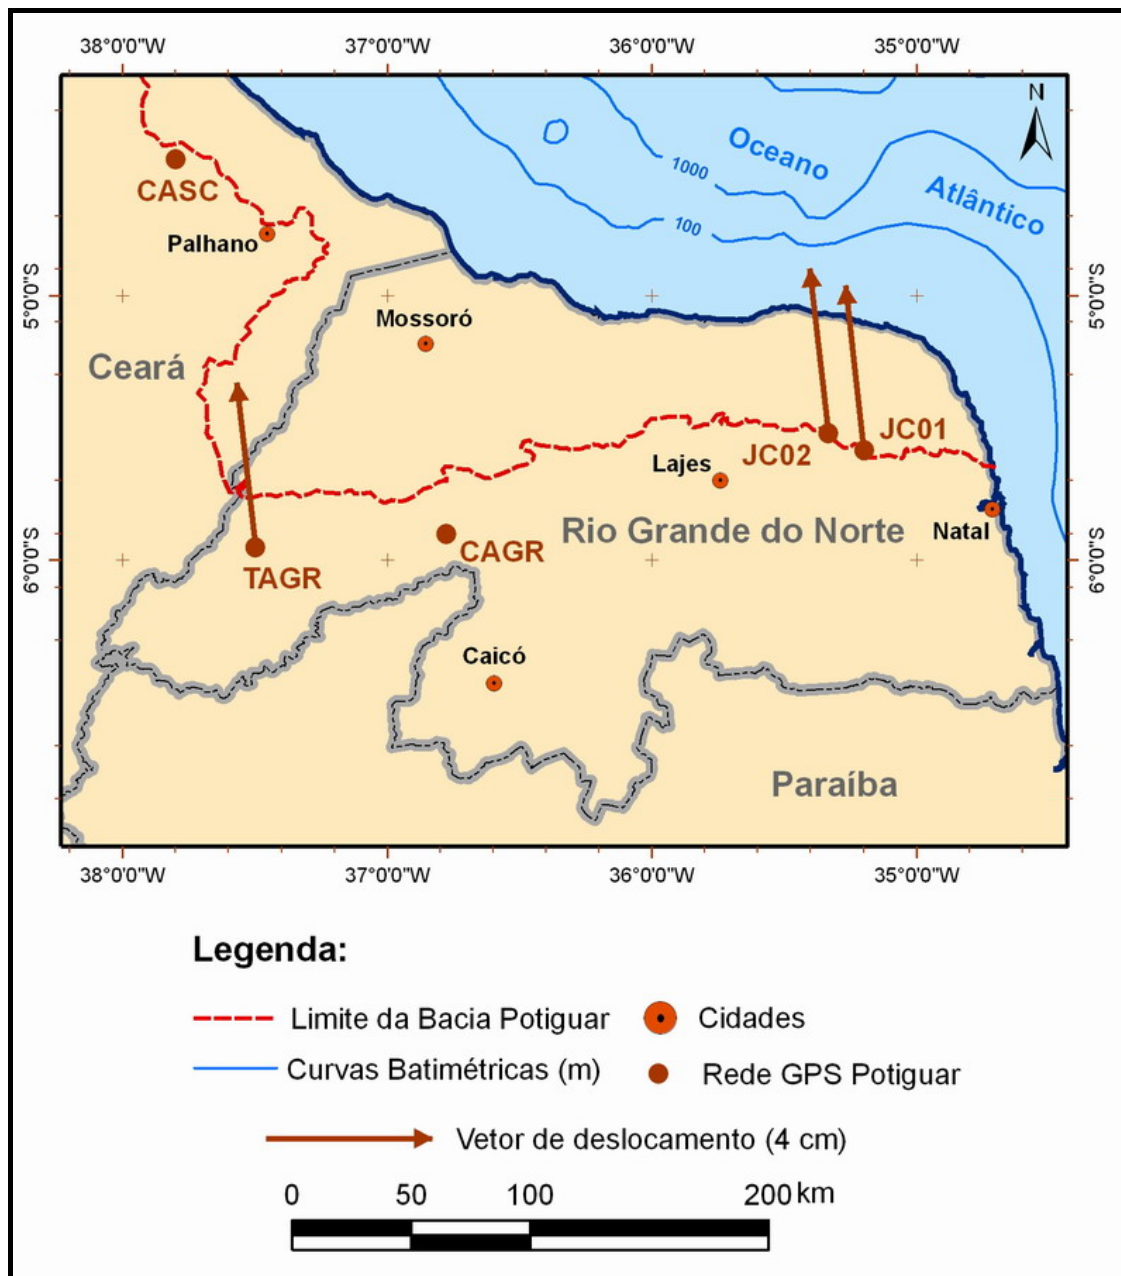 38°0'0"W 37°0'0"W 36°0'0"W 35°0'0"W
N
Oceano
1000
Atlântico
CASC
100
Palhano
5°0'0"S 5°0'0"S
Mossoró
Ceará
JC01
JC02
Lajes
Rio Grande do Norte
Natal
CAGR
TAGR
6°0'0"S 6°0'0"S
Caicó
Paraíba
38°0'0"W 37°0'0"W 36°0'0"W 35°0'0"W
Legenda:
Limite da Bacia Potiguar Cidades
Curvas Batimétricas (m) Rede GPS Potiguar
Vetor de deslocamento (4 cm)
0 50 100 200 km